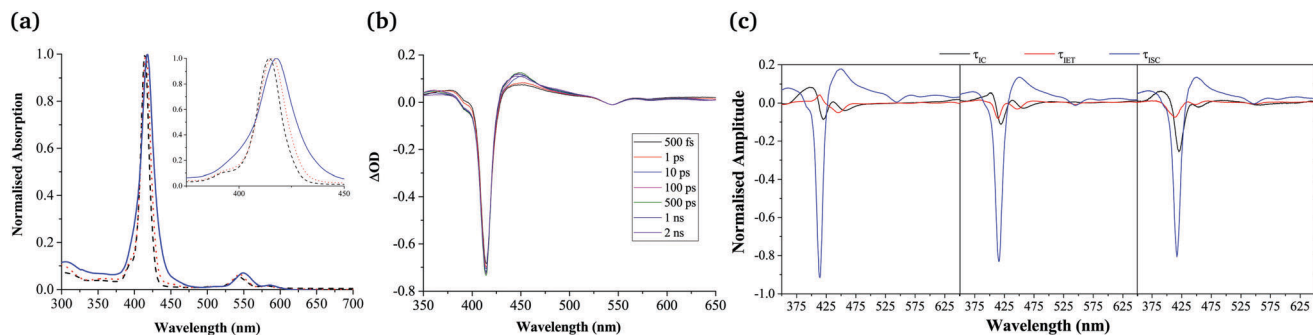 (a)
Normalised Absorption
1.0
0.8
0.6
0.4
0.2
0.0
300 350 400 450 500 550 600 650 700
Wavelength (nm)
1.0
0.8
0.6
0.4
0.2
0.0
400 450
(b)
ΔOD
0.2
0.0
-0.2
-0.4
-0.6
-0.8
350 400 450 500 550 600 650
Wavelength (nm)
500 fs
1 ps
10 ps
100 ps
500 ps
1 ns
2 ns
(c)
τIC τIET τISC
Normalised Amplitude
0.2
0.0
-0.2
-0.4
-0.6
-0.8
-1.0
375 425 475 525 575 625 375 425 475 525 575 625 375 425 475 525 575 625
Wavelength (nm)